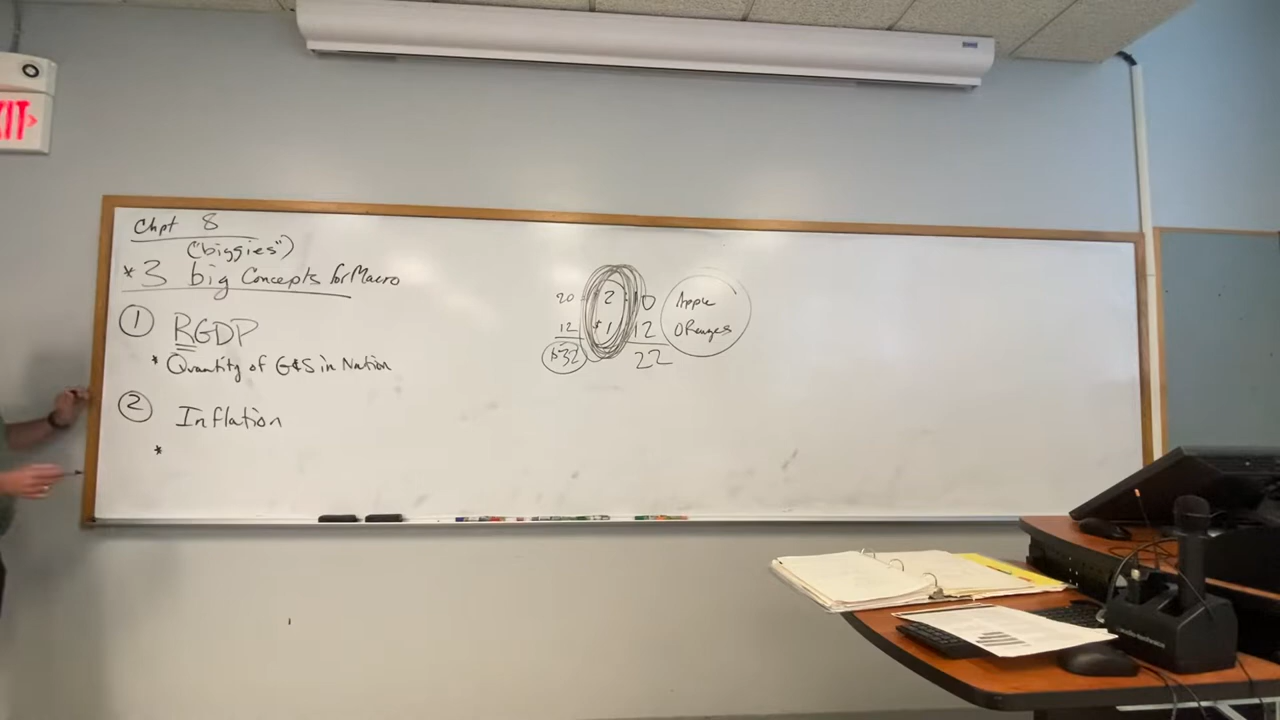 Chpt 8
("biggies")
*3 big Concepts for Macro
① RGDP
* Quantity of G&S in Nation
② Inflation
*
20 $2 10 Apple
12 $1 12 ORanges
$32 22
EXIT